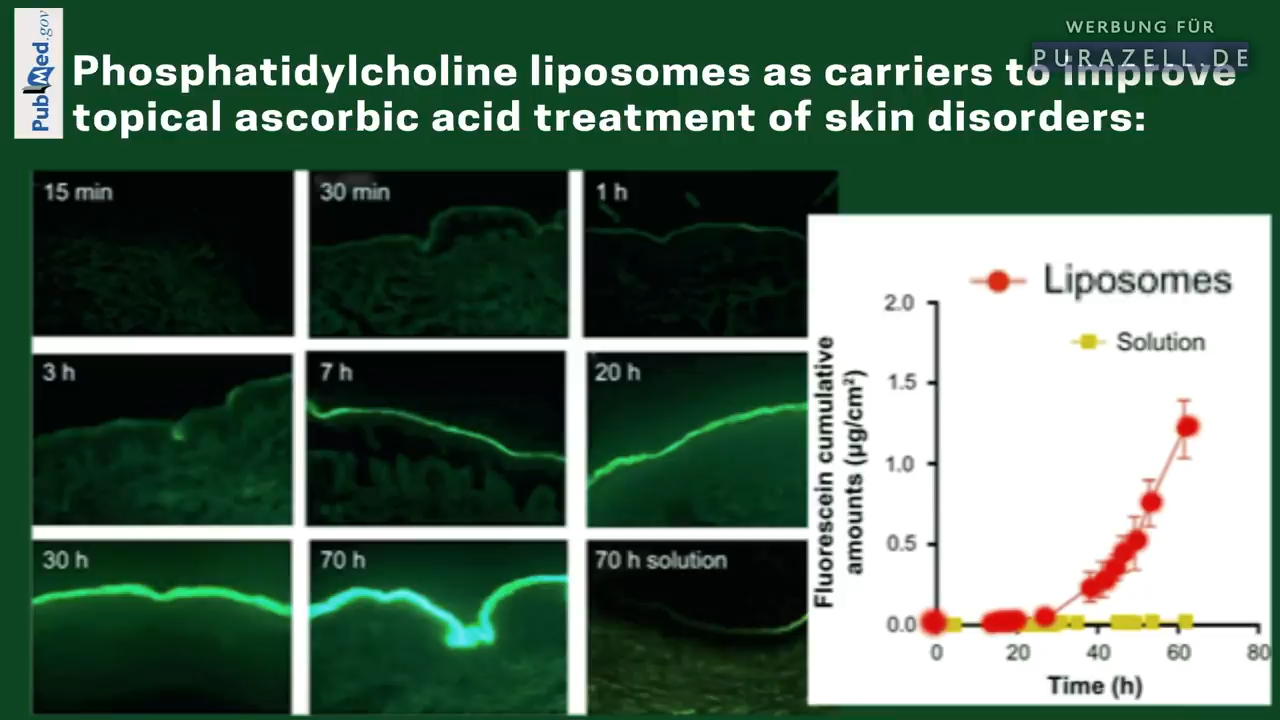 PubMed.gov
WERBUNG FÜR
PURAZELL.DE
Phosphatidylcholine liposomes as carriers to improve
topical ascorbic acid treatment of skin disorders:
15 min
30 min
1 h
3 h
7 h
20 h
30 h
70 h
70 h solution
Liposomes
Solution
Fluorescein cumulative
amounts (µg/cm²)
2.0
1.5
1.0
0.5
0.0
0
20
40
60
80
Time (h)